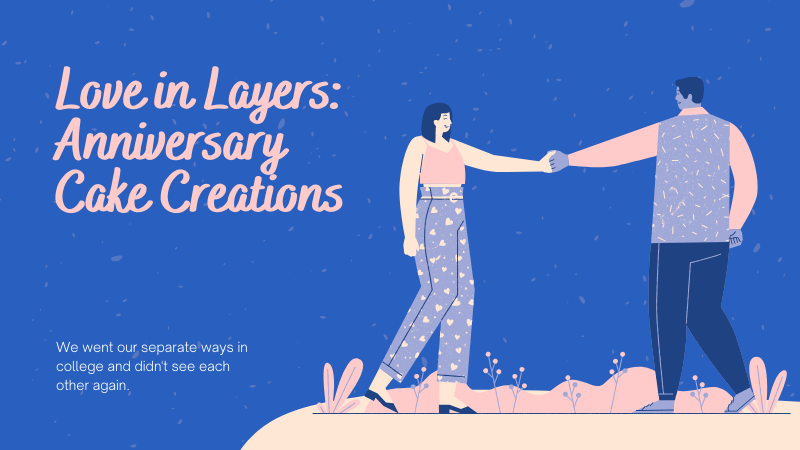 Love in Layers:
Anniversary
Cake Creations
We went our separate ways in
college and didn't see each
other again.